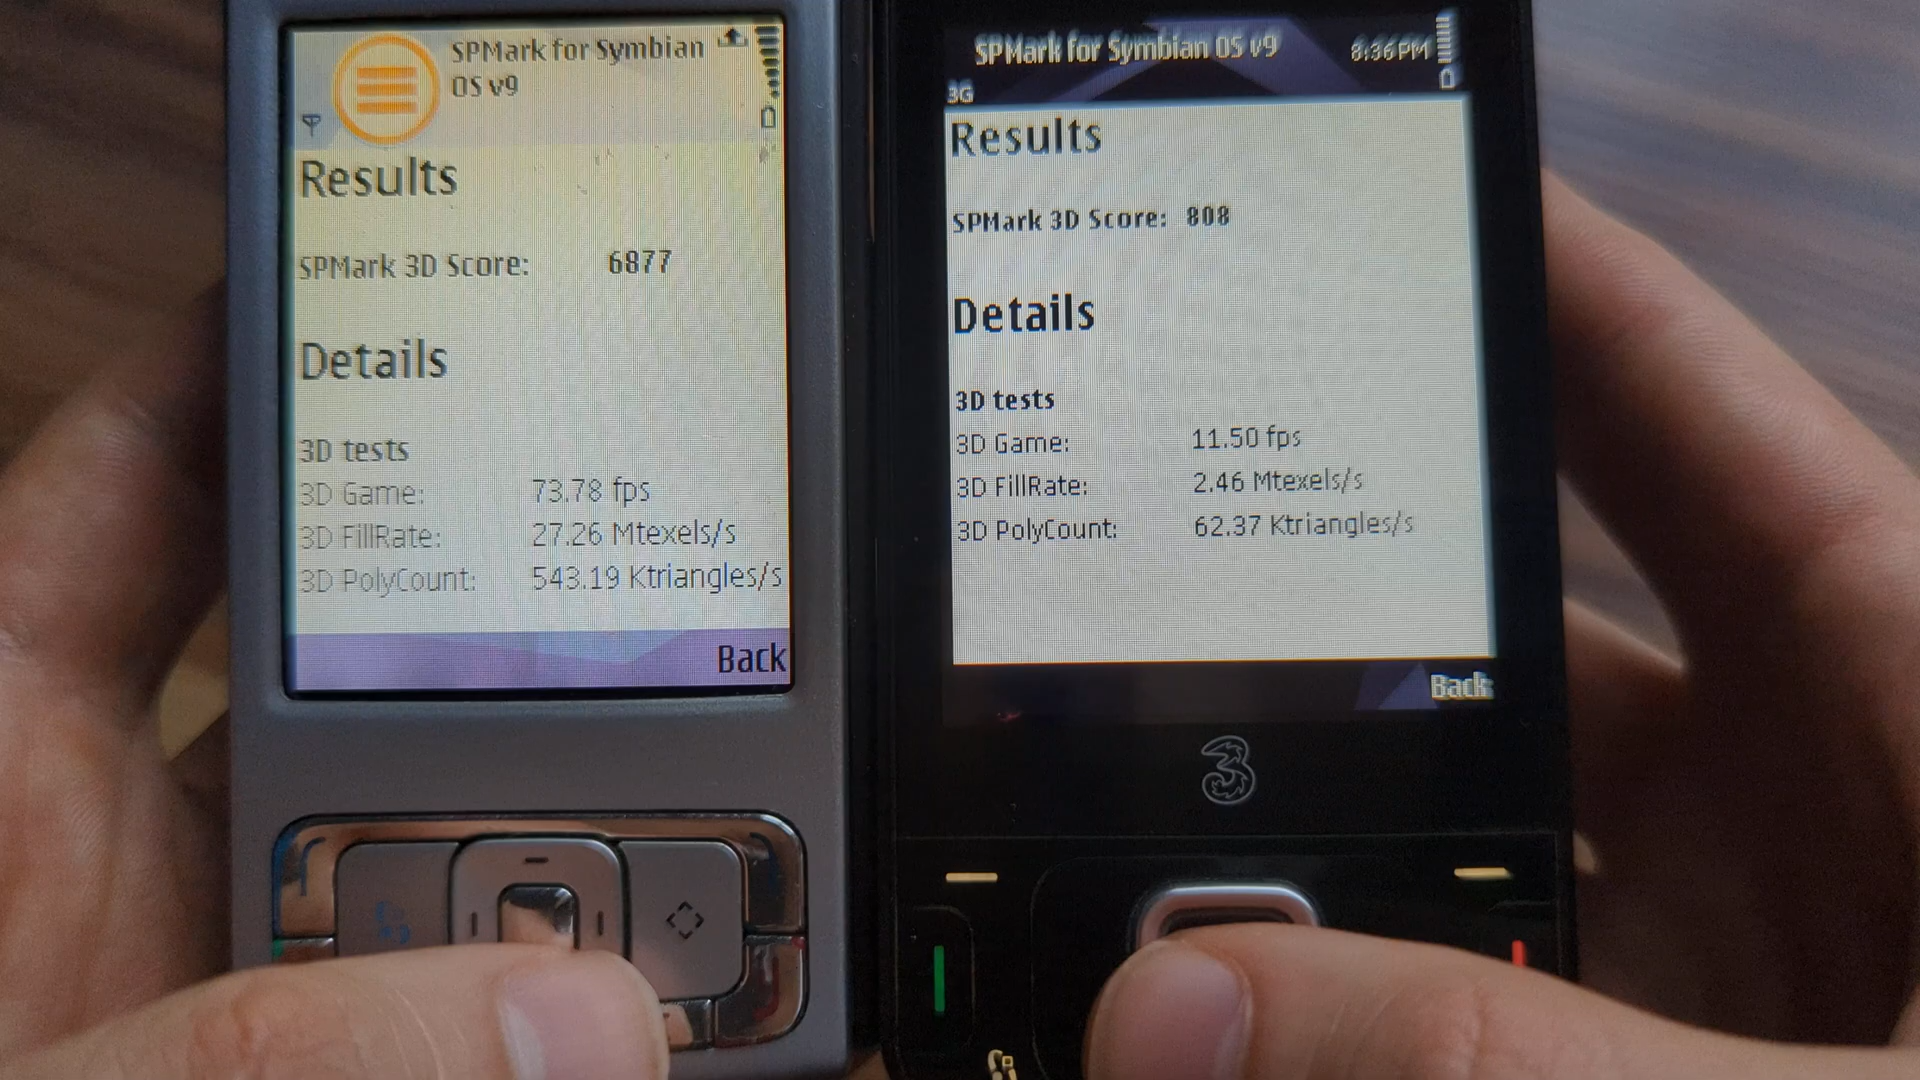 SPMark for Symbian
OS v9
Results
SPMark 3D Score: 6877
Details
3D tests
3D Game: 73.78 fps
3D FillRate: 27.26 Mtexels/s
3D PolyCount: 543.19 Ktriangles/s
Back
SPMark for Symbian OS v9 8:36PM
3G
Results
SPMark 3D Score: 808
Details
3D tests
3D Game: 11.50 fps
3D FillRate: 2.46 Mtexels/s
3D PolyCount: 62.37 Ktriangles/s
Back
3